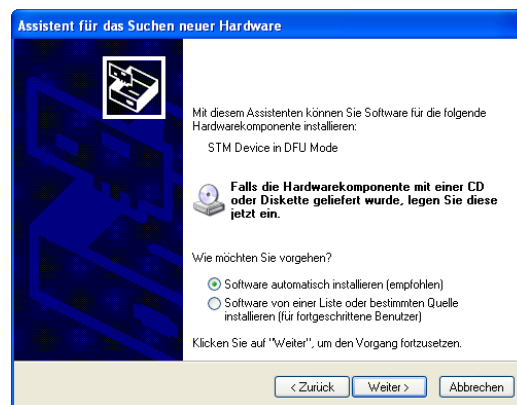 Assistent für das Suchen neuer Hardware
Mit diesem Assistenten können Sie Software für die folgende
Hardwarekomponente installieren:
STM Device in DFU Mode
Falls die Hardwarekomponente mit einer CD
oder Diskette geliefert wurde, legen Sie diese
jetzt ein.
Wie möchten Sie vorgehen?
Software automatisch installieren (empfohlen)
Software von einer Liste oder bestimmten Quelle
installieren (für fortgeschrittene Benutzer)
Klicken Sie auf "Weiter", um den Vorgang fortzusetzen.
< Zurück
Weiter >
Abbrechen